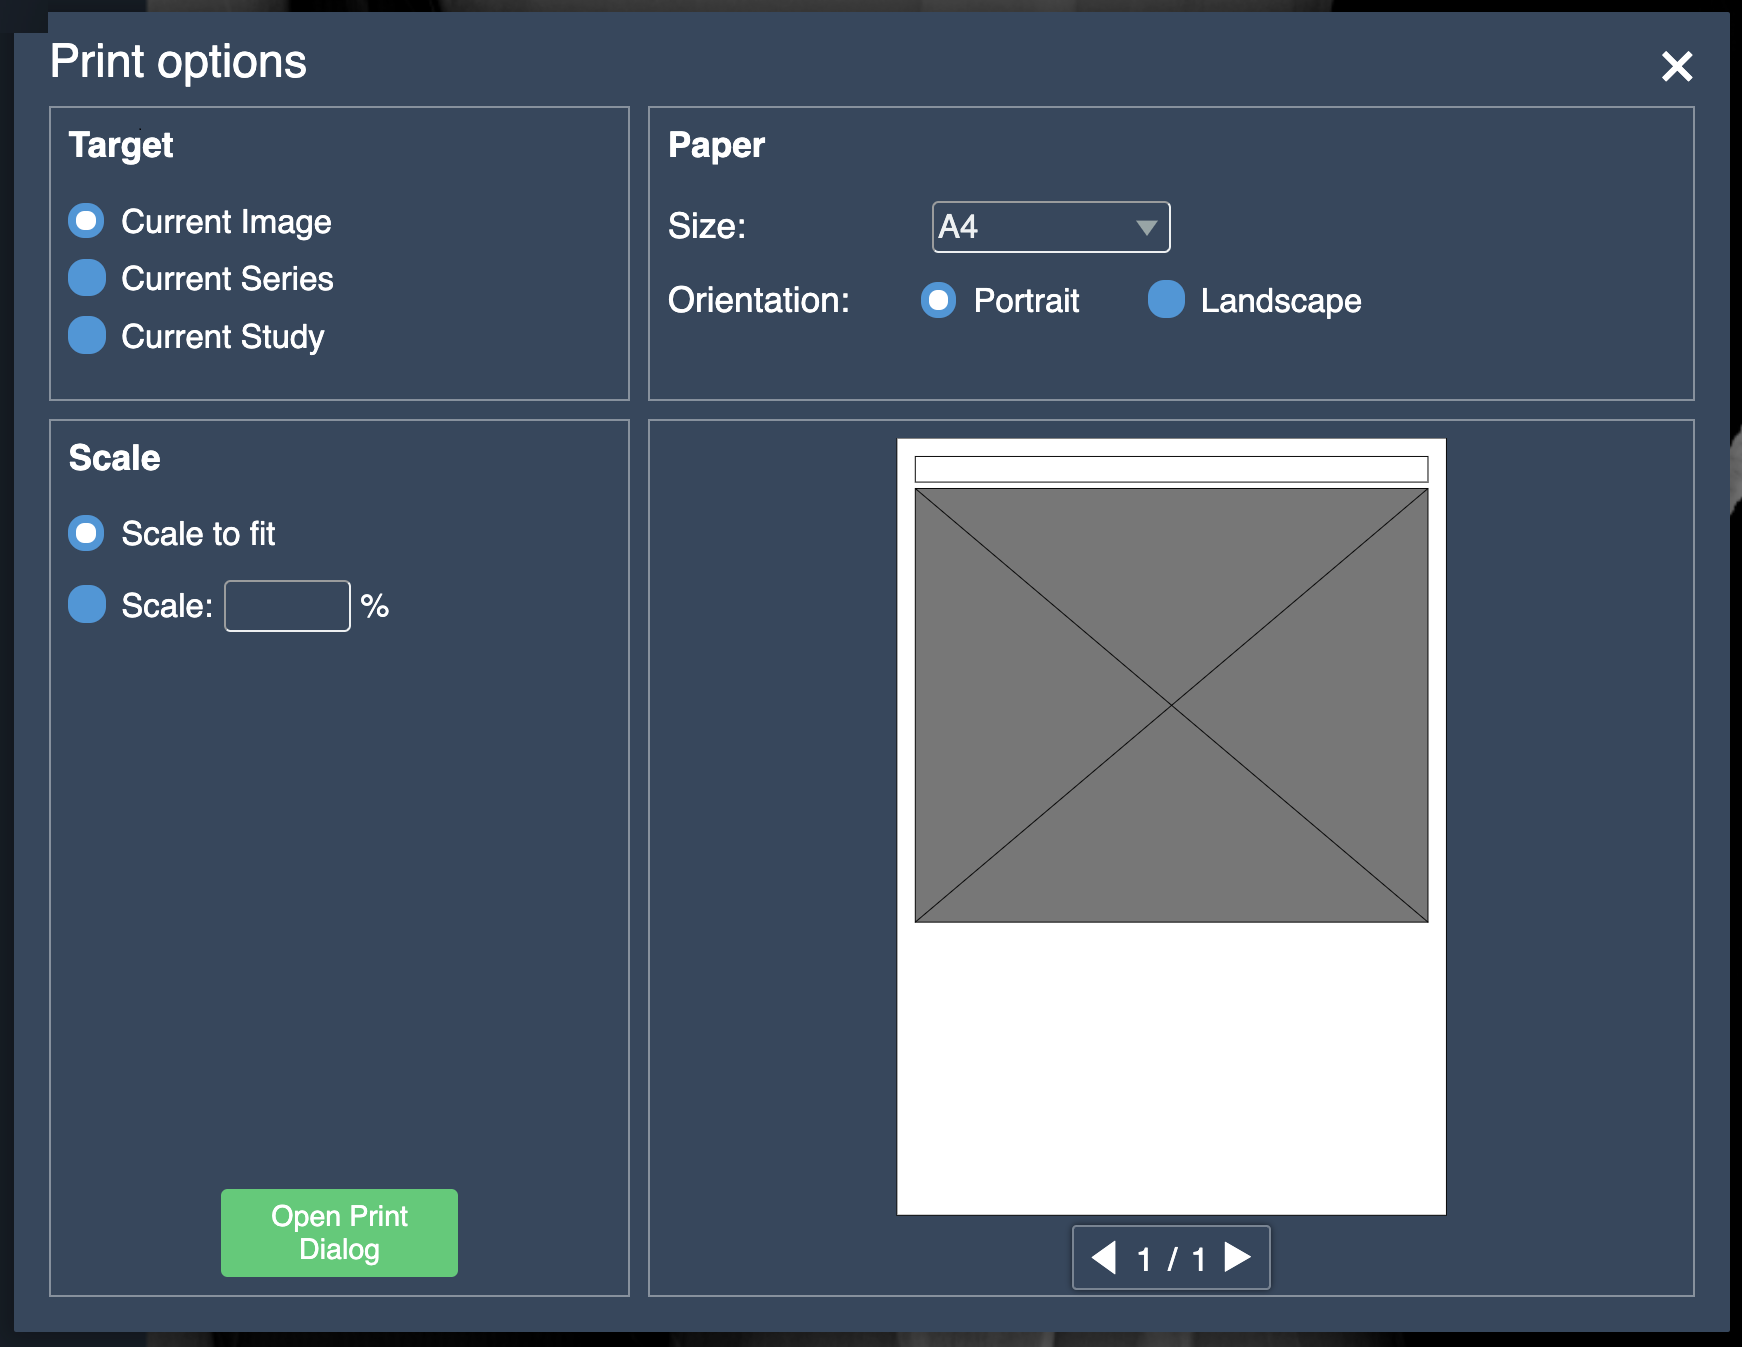 Print options
Target
Current Image
Current Series
Current Study
Paper
Size: A4
Orientation: Portrait Landscape
Scale
Scale to fit
Scale: %
Open Print
Dialog
1 / 1